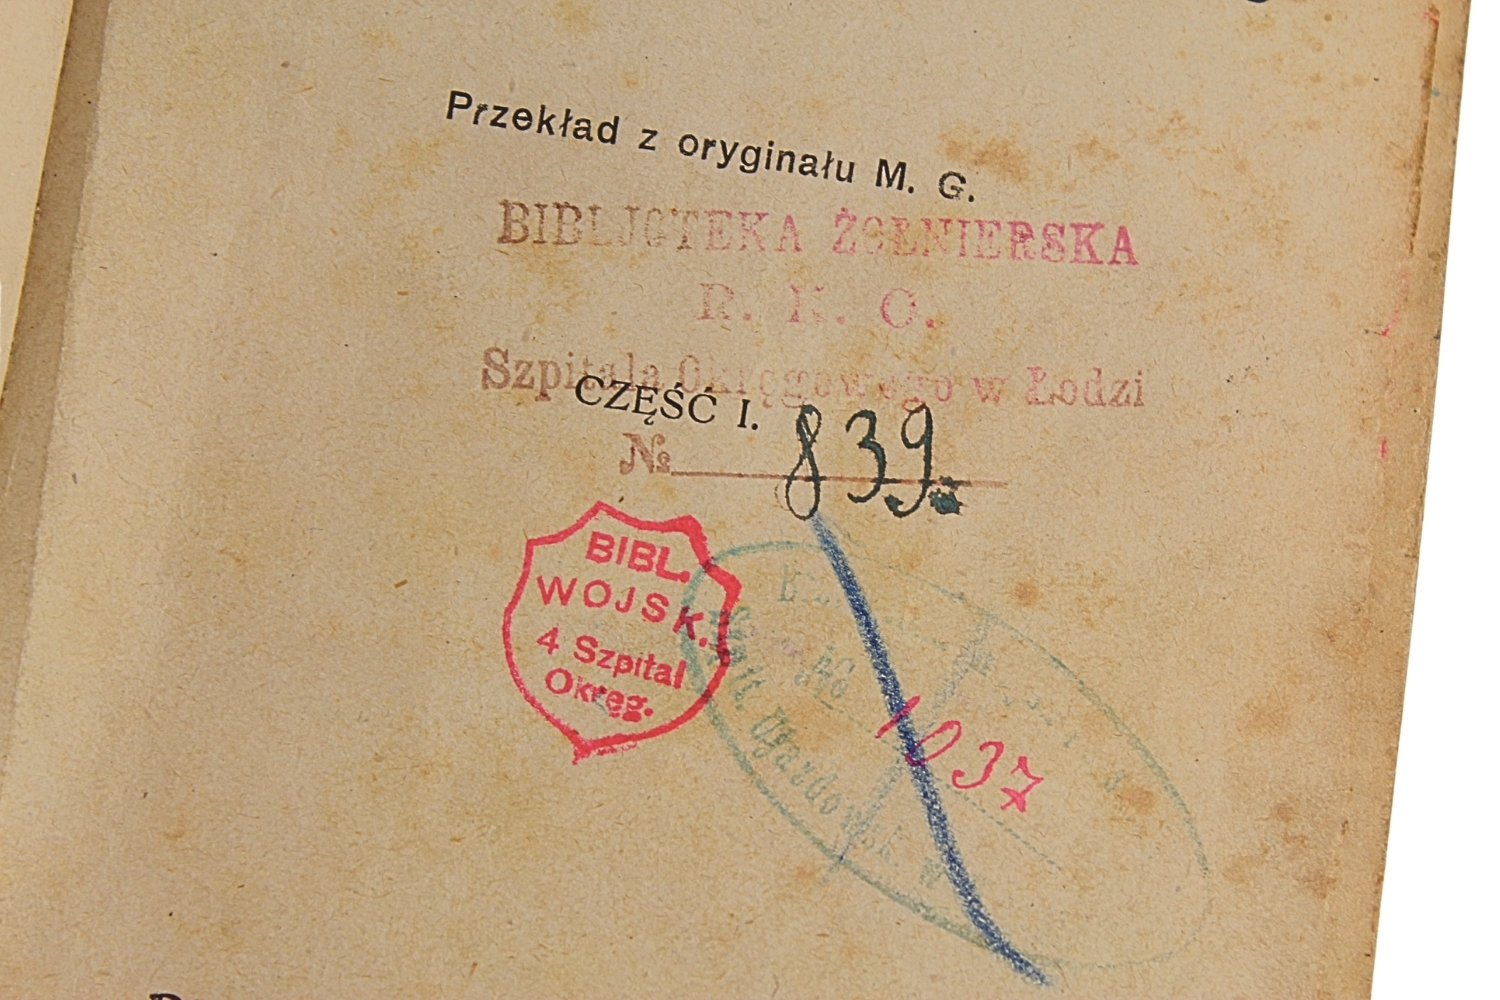 Przekład z oryginału M. G.
BIBLJOTEKA ŻOŁNIERSKA
R. K. O.
Szpitala Okręgowego w Łodzi
CZĘŚĆ I.
№ 839.
BIBL.
WOJSK.
4 Szpital
Okręg.
1037